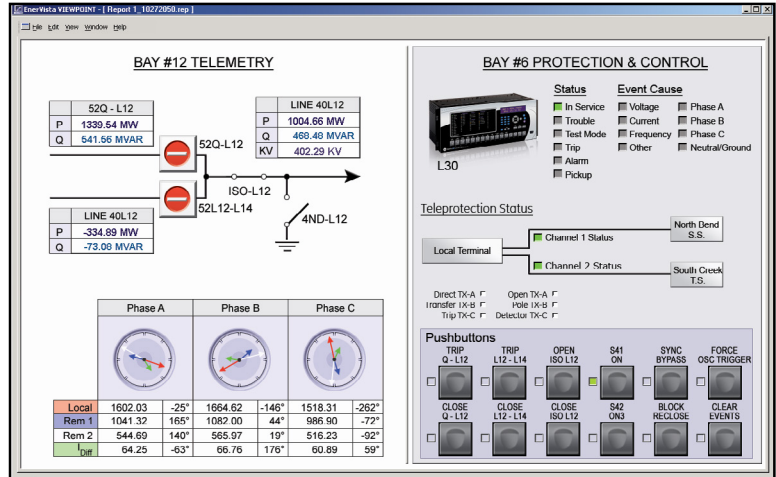 EnerVista VIEWPOINT - [ Report 1_10272050.rep ]
File Edit View Window Help
BAY #12 TELEMETRY
52Q - L12
P 1339.54 MW
Q 541.56 MVAR
LINE 40L12
P 1004.66 MW
Q 468.48 MVAR
KV 402.29 KV
52Q-L12
ISO-L12
52L12-L14
4ND-L12
LINE 40L12
P -334.89 MW
Q -73.08 MVAR
Phase A Phase B Phase C
Local 1602.03 -25° 1664.62 -146° 1518.31 -262°
Rem 1 1041.32 165° 1082.00 44° 986.90 -72°
Rem 2 544.69 140° 565.97 19° 516.23 -92°
IDiff 64.25 -63° 66.76 176° 60.89 59°
BAY #6 PROTECTION & CONTROL
L30
Status Event Cause
In Service Voltage Phase A
Trouble Current Phase B
Test Mode Frequency Phase C
Trip Other Neutral/Ground
Alarm
Pickup
Teleprotection Status
Local Terminal
Channel 1 Status
North Bend
S.S.
Channel 2 Status
South Creek
T.S.
Direct TX-A Open TX-A
Transfer TX-B Pole TX-B
Trip TX-C Detector TX-C
Pushbuttons
TRIP
Q - L12
TRIP
L12 - L14
OPEN
ISO L12
S41
ON
SYNC
BYPASS
FORCE
OSC TRIGGER
CLOSE
Q - L12
CLOSE
L12 - L14
CLOSE
ISO L12
S42
ON3
BLOCK
RECLOSE
CLEAR
EVENTS